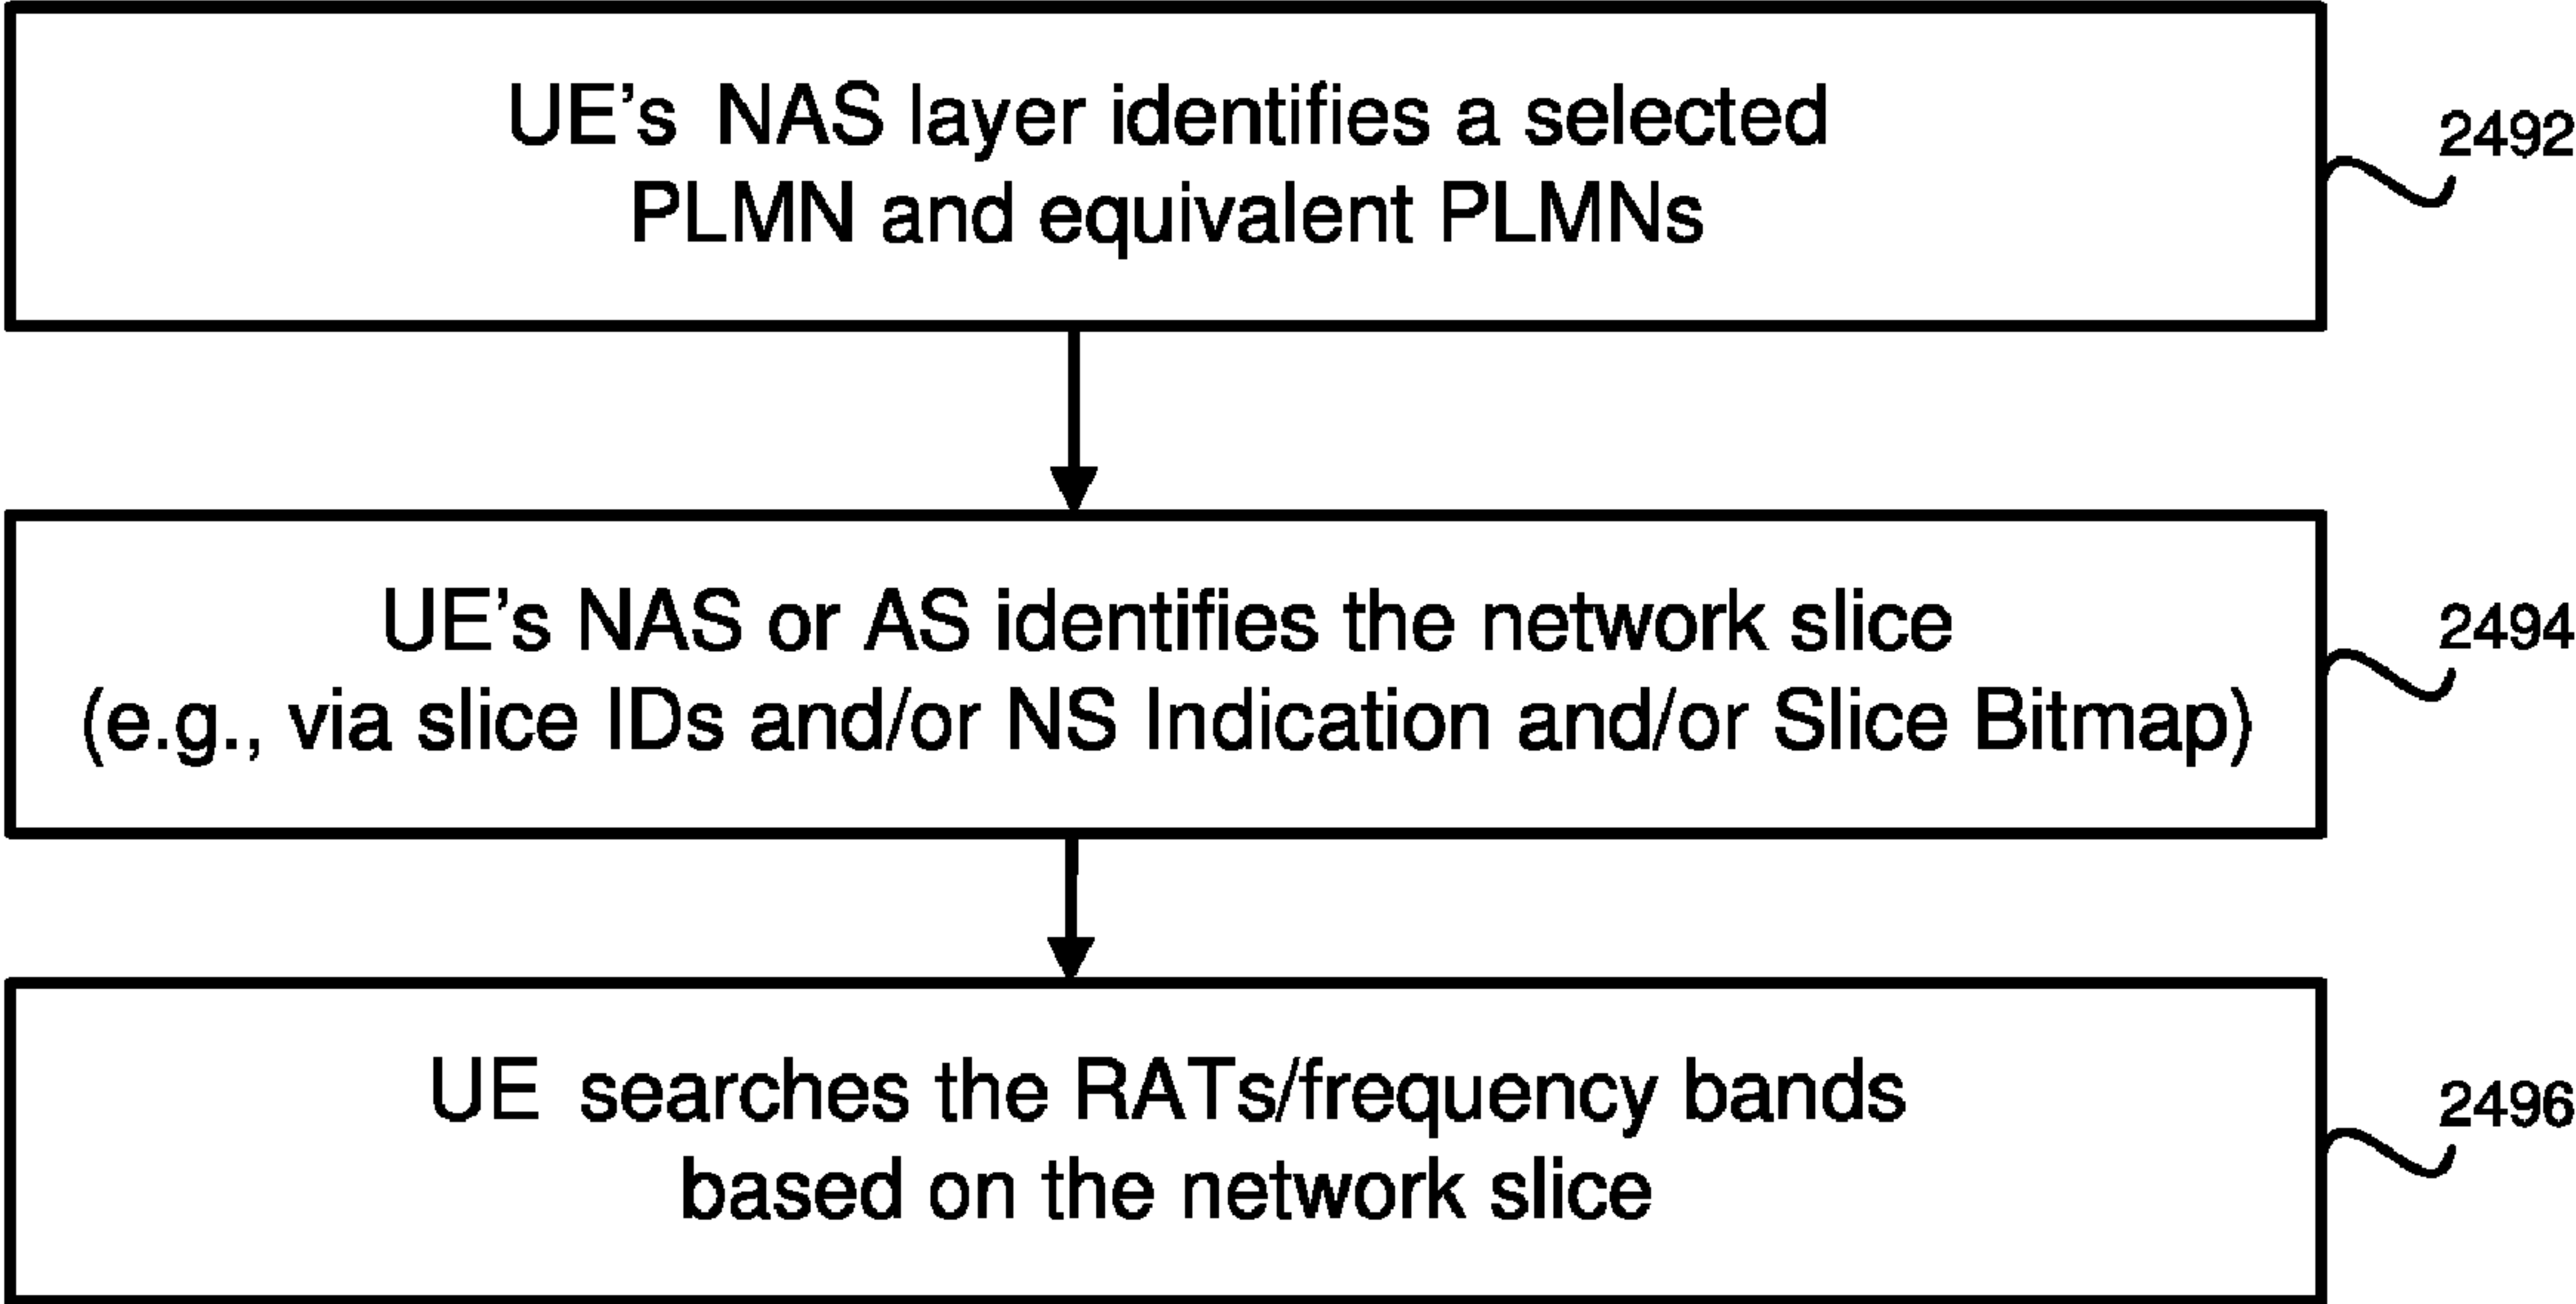 UE's NAS layer identifies a selected
PLMN and equivalent PLMNs
2492
UE's NAS or AS identifies the network slice
(e.g., via slice IDs and/or NS Indication and/or Slice Bitmap)
2494
UE searches the RATs/frequency bands
based on the network slice
2496